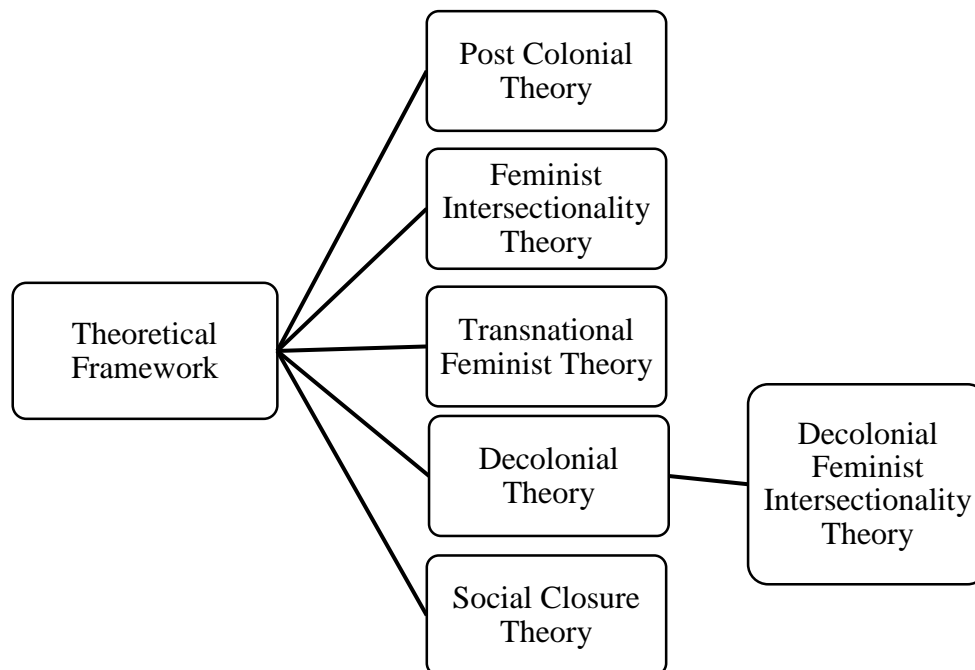 Post Colonial
Theory
Feminist
Intersectionality
Theory
Theoretical
Framework
Transnational
Feminist Theory
Decolonial
Theory
Decolonial
Feminist
Intersectionality
Theory
Social Closure
Theory